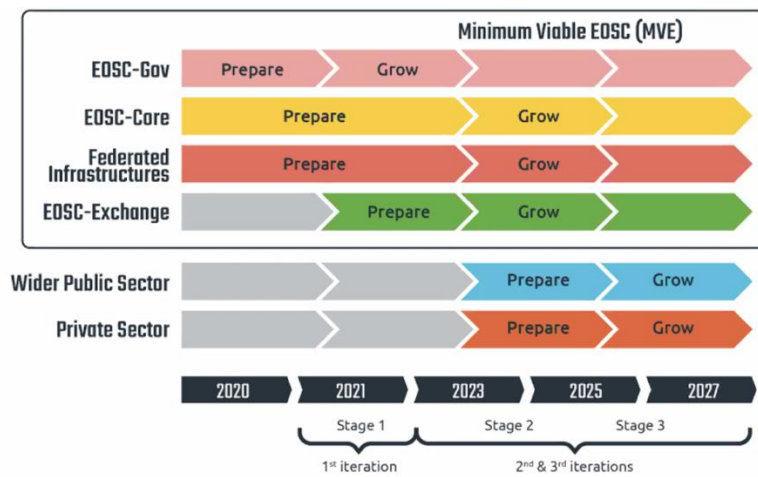 Minimum Viable EOSC (MVE)
EOSC-Gov Prepare Grow
EOSC-Core Prepare Grow
Federated
Infrastructures Prepare Grow
EOSC-Exchange Prepare Grow
Wider Public Sector Prepare Grow
Private Sector Prepare Grow
2020 2021 2023 2025 2027
Stage 1 Stage 2 Stage 3
1st iteration 2nd & 3rd iterations